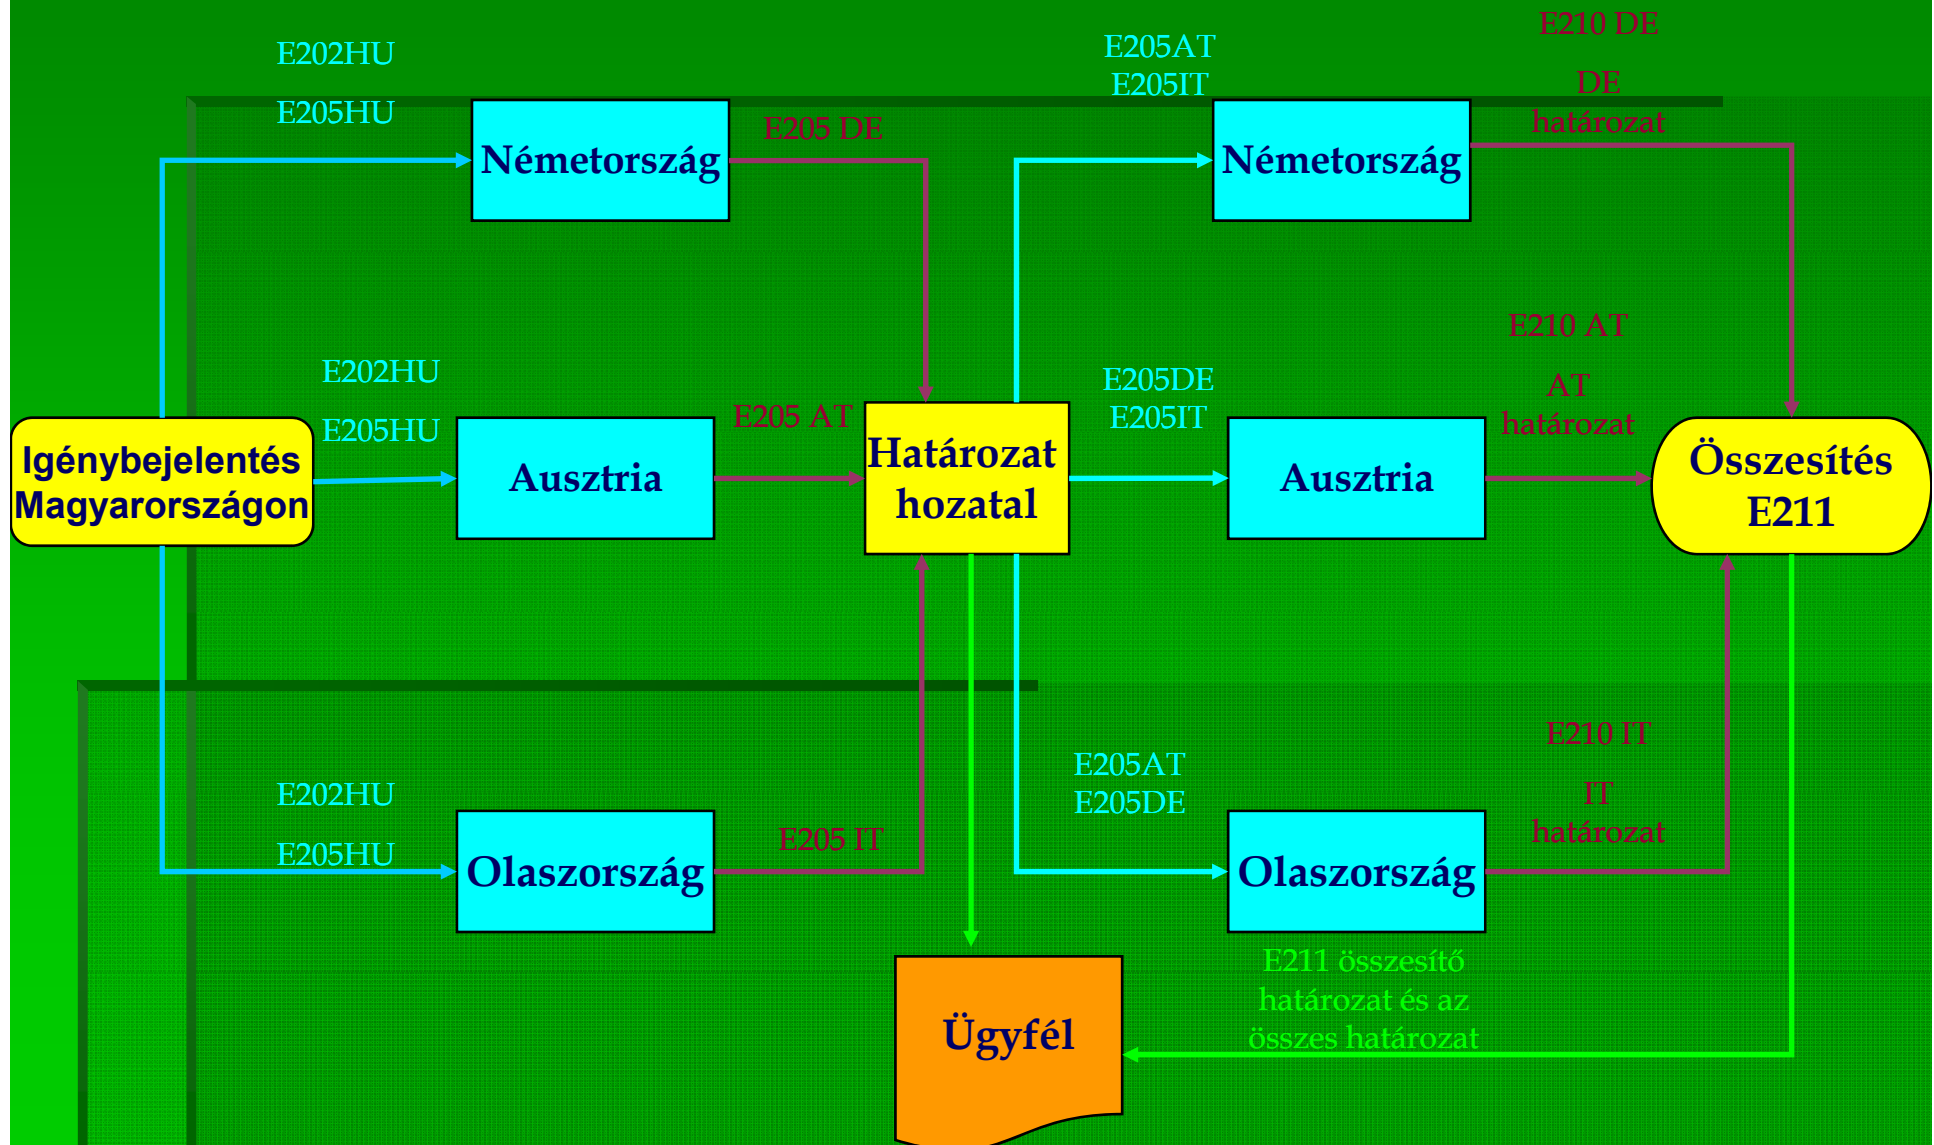 E202HU
E205HU
Németország
E205 DE
E205AT
E205IT
Németország
E210 DE
DE
határozat
Igénybejelentés
Magyarországon
E202HU
E205HU
Ausztria
E205 AT
Határozat
hozatal
E205DE
E205IT
Ausztria
E210 AT
AT
határozat
Összesítés
E211
E202HU
E205HU
Olaszország
E205 IT
E205AT
E205DE
Olaszország
E210 IT
IT
határozat
Ügyfél
E211 összesítő
határozat és az
összes határozat